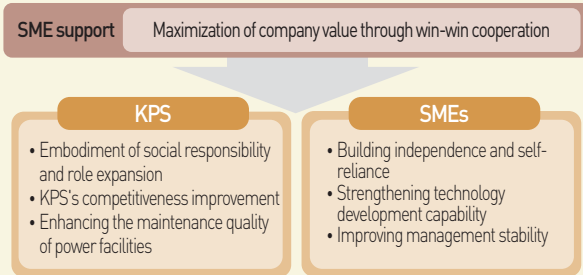 SME support Maximization of company value through win-win cooperation
KPS
• Embodiment of social responsibility
and role expansion
• KPS's competitiveness improvement
• Enhancing the maintenance quality
of power facilities
SMEs
• Building independence and self-
reliance
• Strengthening technology
development capability
• Improving management stability